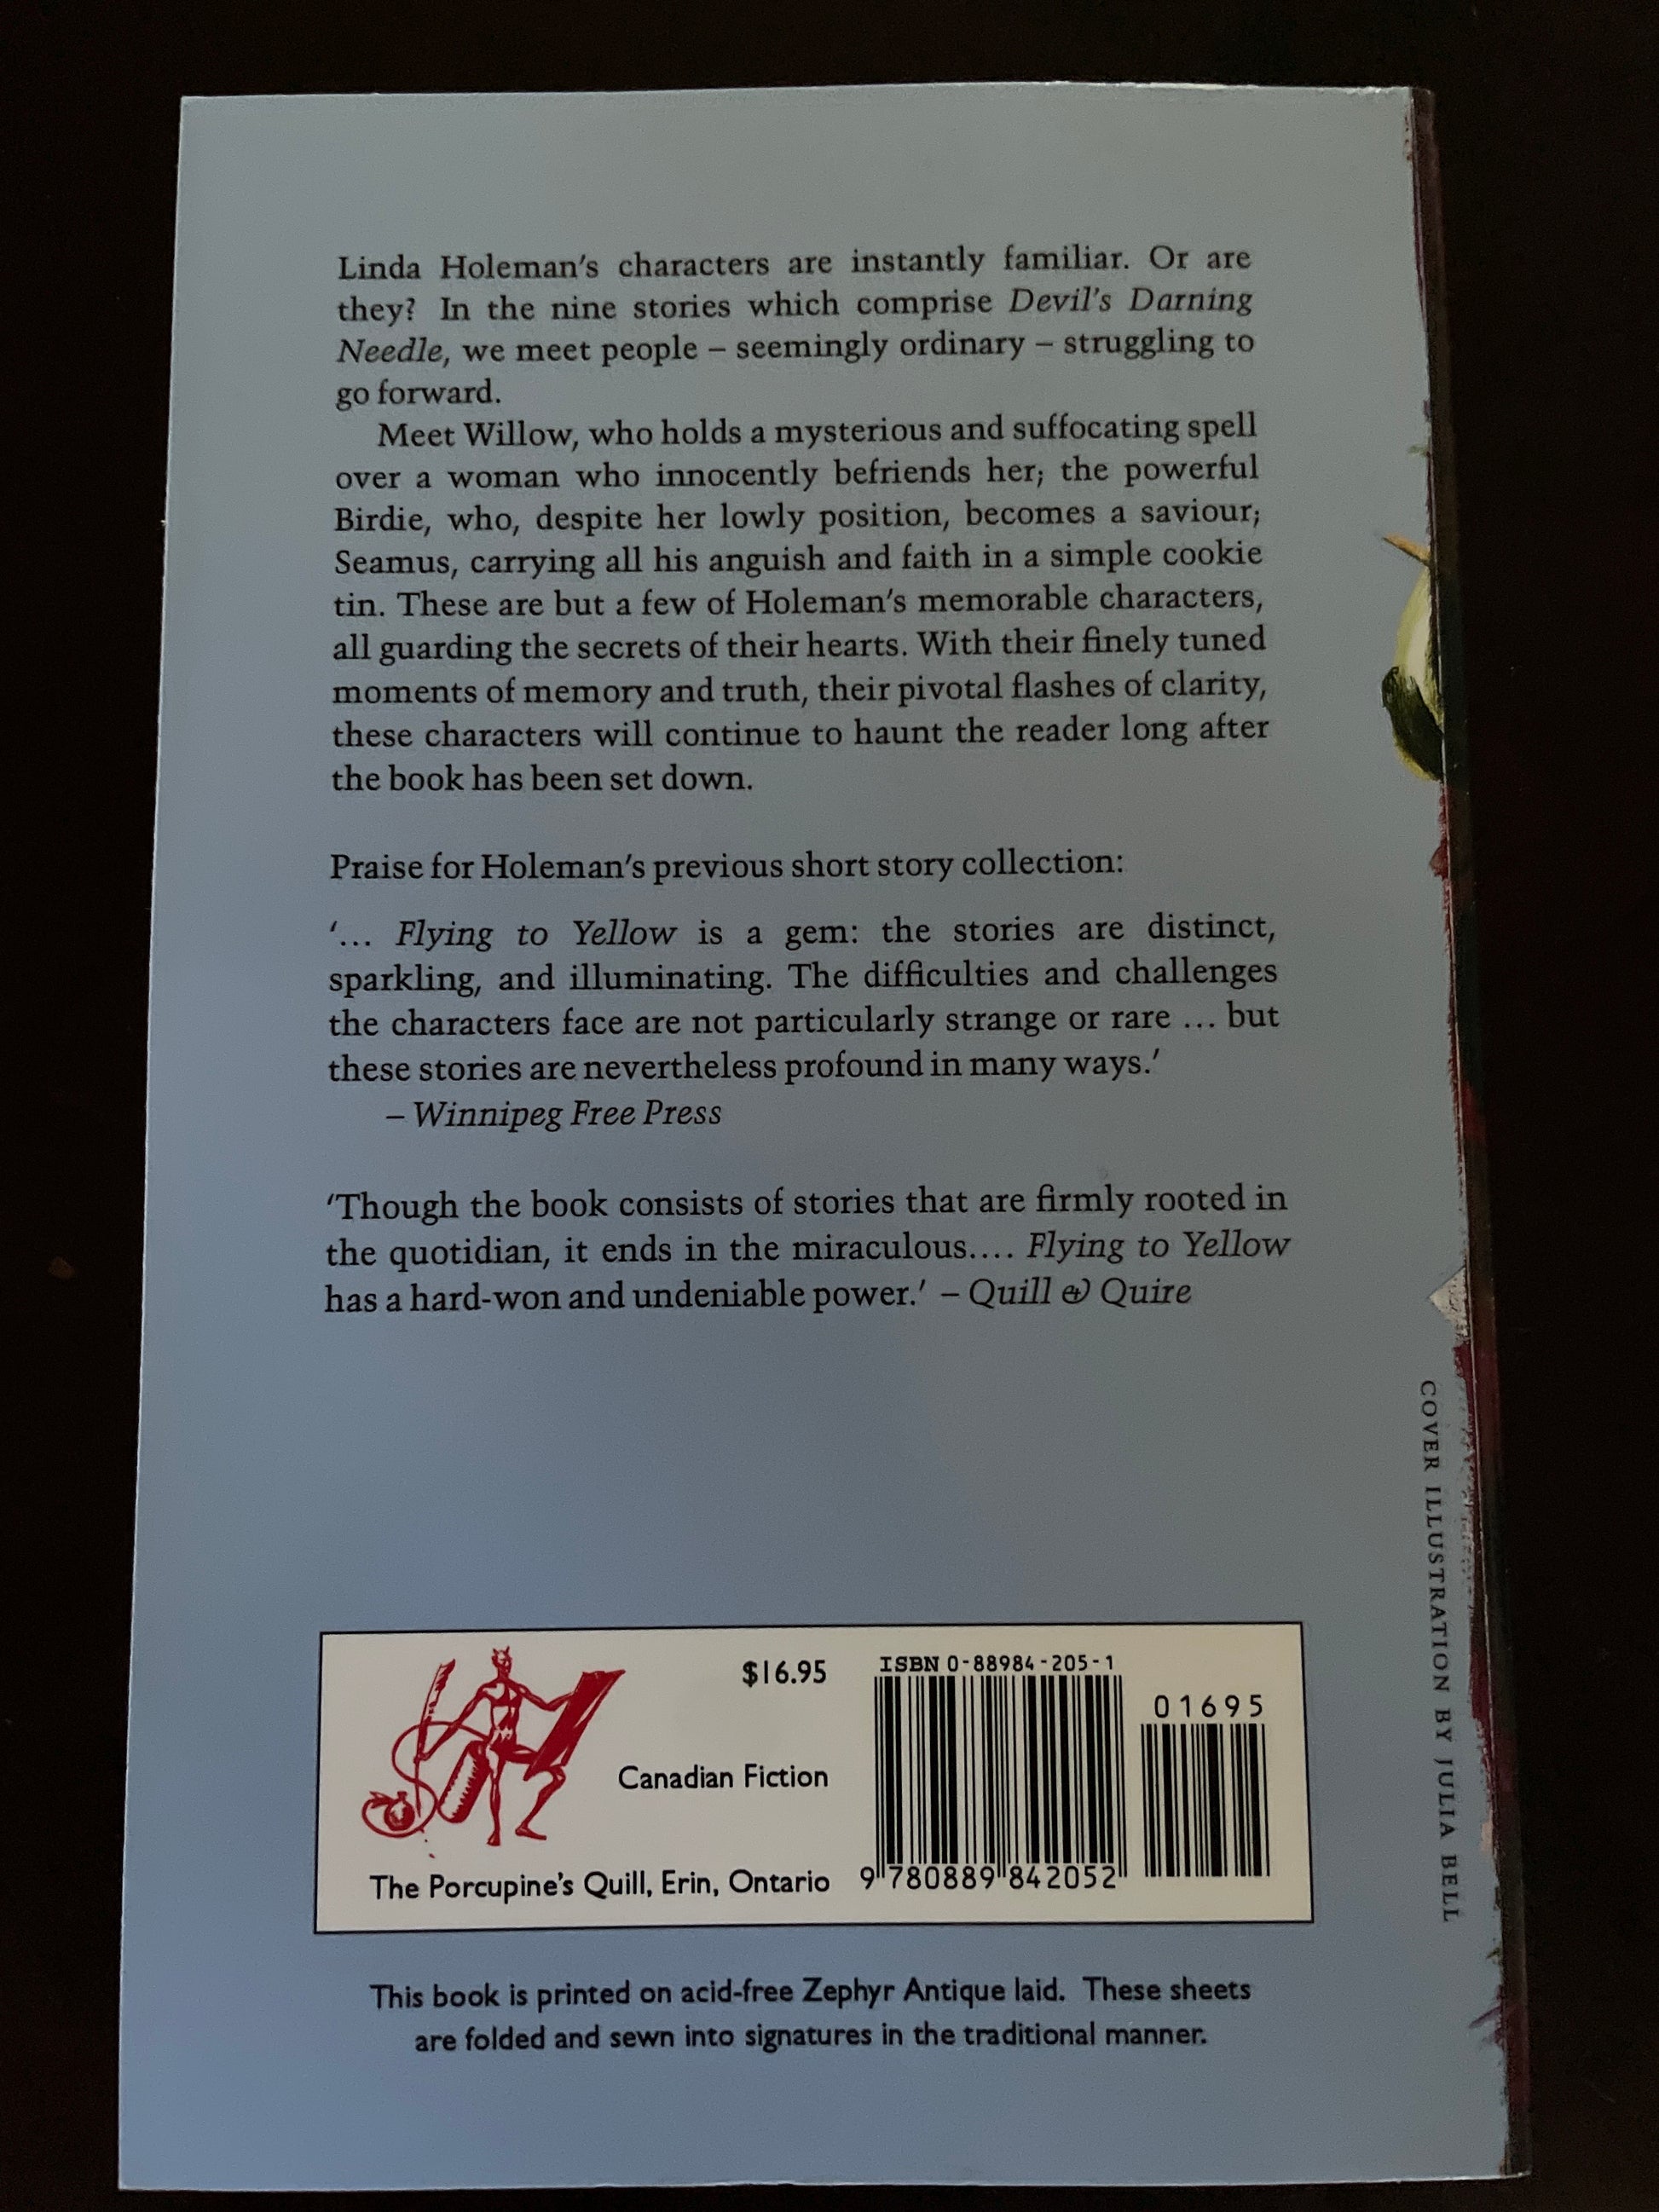 Linda Holeman's characters are instantly familiar. Or are
they? In the nine stories which comprise Devil's Darning
Needle, we meet people – seemingly ordinary – struggling to
go forward.
Meet Willow, who holds a mysterious and suffocating spell
over a woman who innocently befriends her; the powerful
Birdie, who, despite her lowly position, becomes a saviour;
Seamus, carrying all his anguish and faith in a simple cookie
tin. These are but a few of Holeman's memorable characters,
all guarding the secrets of their hearts. With their finely tuned
moments of memory and truth, their pivotal flashes of clarity,
these characters will continue to haunt the reader long after
the book has been set down.
Praise for Holeman's previous short story collection:
'... Flying to Yellow is a gem: the stories are distinct,
sparkling, and illuminating. The difficulties and challenges
the characters face are not particularly strange or rare ... but
these stories are nevertheless profound in many ways.'
– Winnipeg Free Press
'Though the book consists of stories that are firmly rooted in
the quotidian, it ends in the miraculous.... Flying to Yellow
has a hard-won and undeniable power.' – Quill & Quire
COVER ILLUSTRATION BY JULIA BELL
$16.95
Canadian Fiction
The Porcupine's Quill, Erin, Ontario
ISBN 0-88984-205-1
01695
9 780889 842052
This book is printed on acid-free Zephyr Antique laid. These sheets
are folded and sewn into signatures in the traditional manner.